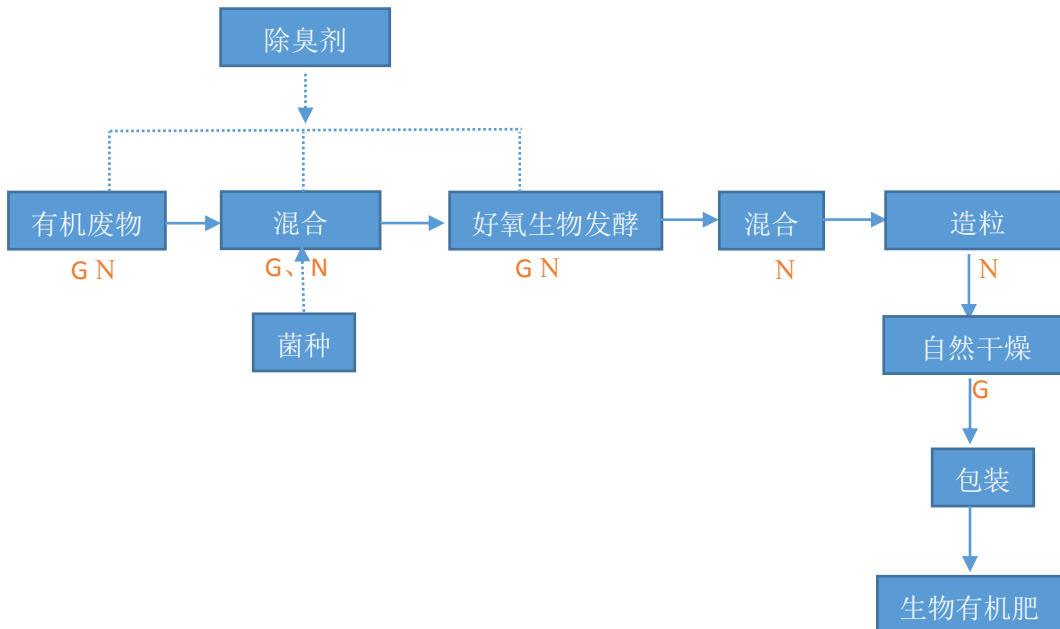 除臭剂
有机废物 混合 好氧生物发酵 混合 造粒
G N G、N G N N N
菌种 自然干燥
G
包装
生物有机肥